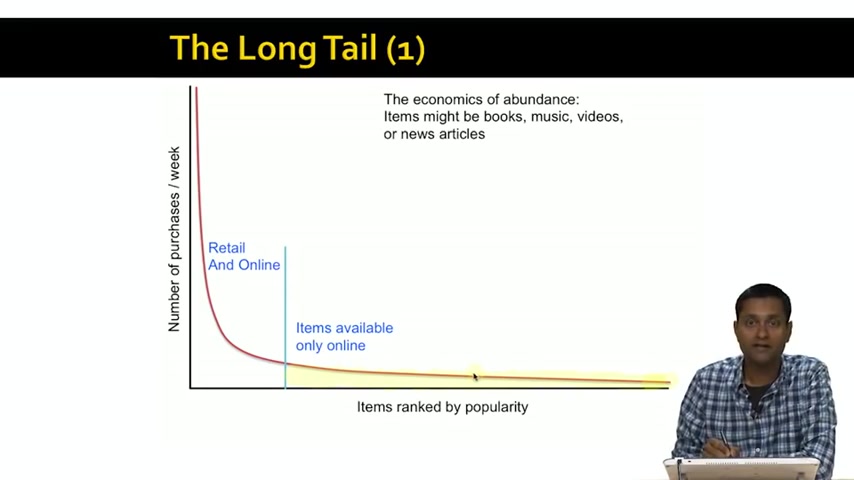 The Long Tail (1)
The economics of abundance:
Items might be books, music, videos,
or news articles
Number of purchases / week
Retail
And Online
Items available
only online
Items ranked by popularity